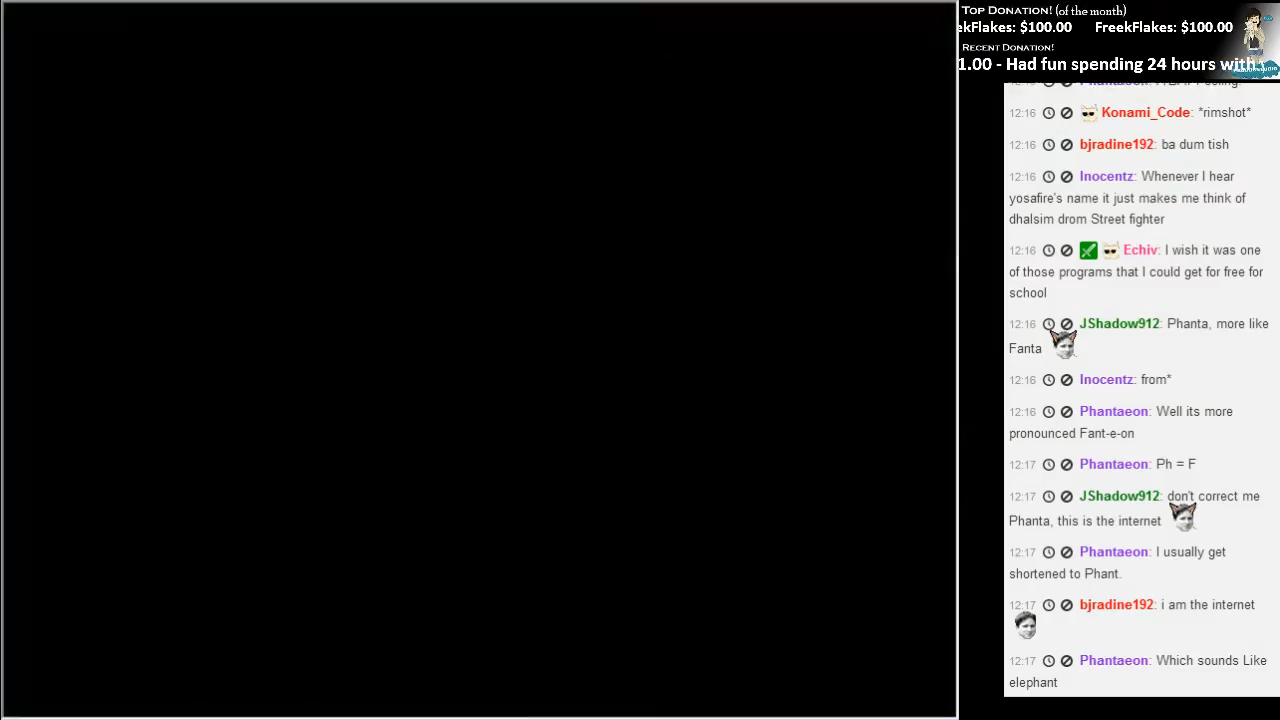 TOP DONATION! (of the month)
ekFlakes: $100.00 FreekFlakes: $100.00
RECENT DONATION!
1.00 - Had fun spending 24 hours with
12:16 Konami_Code: *rimshot*
12:16 bjradine192: ba dum tish
12:16 Inocentz: Whenever I hear
yosafire's name it just makes me think of
dhalsim drom Street fighter
12:16 Echiv: I wish it was one
of those programs that I could get for free for
school
12:16 JShadow912: Phanta, more like
Fanta
12:16 Inocentz: from*
12:16 Phantaeon: Well its more
pronounced Fant-e-on
12:17 Phantaeon: Ph = F
12:17 JShadow912: don't correct me
Phanta, this is the internet
12:17 Phantaeon: I usually get
shortened to Phant.
12:17 bjradine192: i am the internet
12:17 Phantaeon: Which sounds Like
elephant